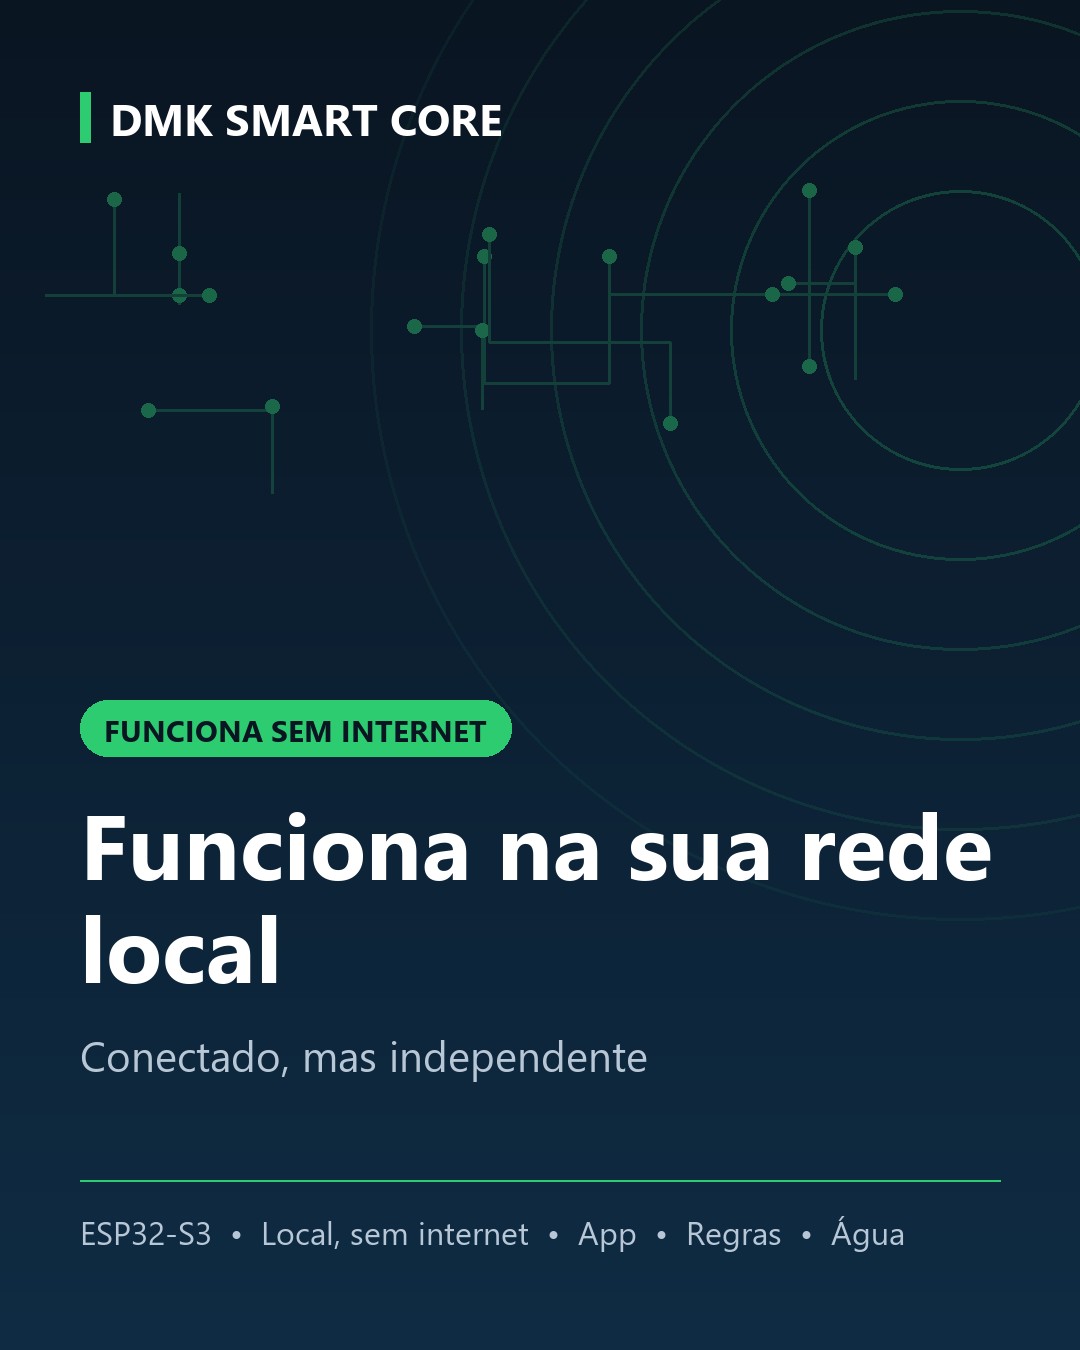 DMK SMART CORE
FUNCIONA SEM INTERNET
Funciona na sua rede
local
Conectado, mas independente
ESP32-S3 • Local, sem internet • App • Regras • Água